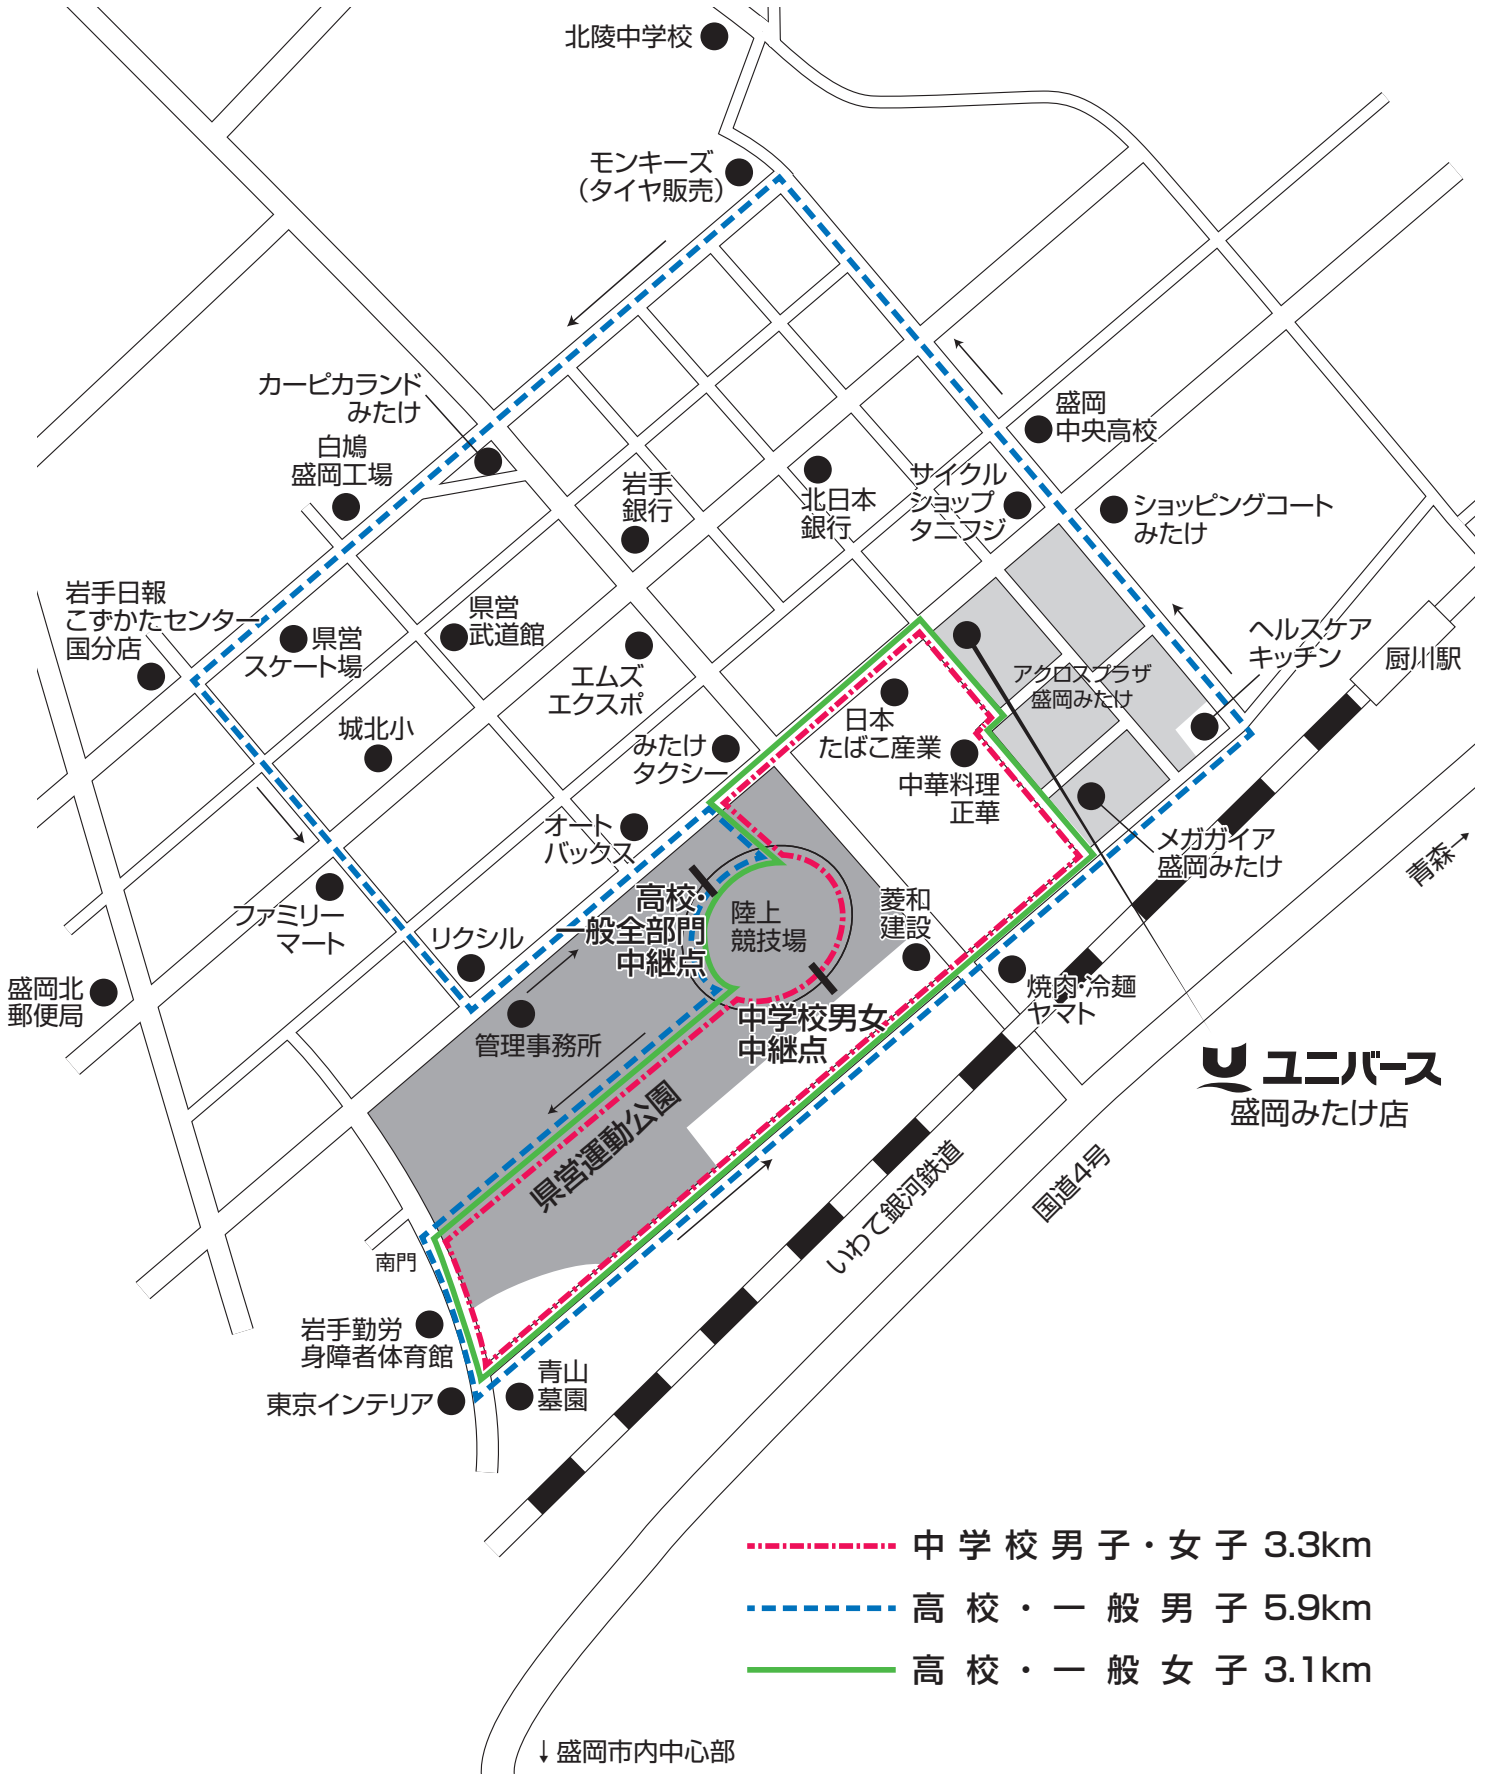 北陵中学校
モンキーズ
（タイヤ販売）
カーピカランド
みたけ
白鳩
盛岡工場
岩手
銀行
北日本
銀行
盛岡
中央高校
サイクル
ショップ
タニフジ
ショッピングコート
みたけ
岩手日報
こずかたセンター
国分店
県営
スケート場
県営
武道館
エムズ
エクスポ
城北小
みたけ
タクシー
オート
バックス
日本
たばこ産業
中華料理
正華
アクロスプラザ
盛岡みたけ
ヘルスケア
キッチン
厨川駅
メガガイア
盛岡みたけ
青森→
ファミリー
マート
リクシル
盛岡北
郵便局
管理事務所
高校・
一般全部門
中継点
陸上
競技場
菱和
建設
中学校男女
中継点
焼肉・冷麺
ヤマト
ユニバース
盛岡みたけ店
県営運動公園
いわて銀河鉄道
国道4号
南門
岩手勤労
身障者体育館
東京インテリア
青山
墓園
中学校男子・女子 3.3km
高校・一般男子 5.9km
高校・一般女子 3.1km
↓盛岡市内中心部